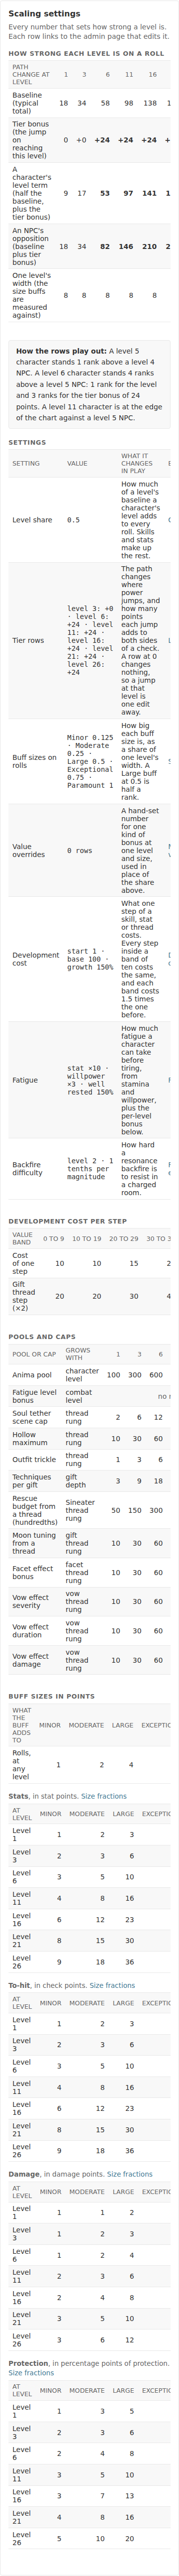 Scaling settings
Every number that sets how strong a level is.
Each row links to the admin page that edits it.
HOW STRONG EACH LEVEL IS ON A ROLL
PATH CHANGE AT LEVEL 1 3 6 11 16
Baseline (typical total) 18 34 58 98 138 1
Tier bonus (the jump on reaching this level) 0 +0 +24 +24 +24 +
A character's level term (half the baseline, plus the tier bonus) 9 17 53 97 141 1
An NPC's opposition (baseline plus tier bonus) 18 34 82 146 210 2
One level's width (the size buffs are measured against) 8 8 8 8 8
How the rows play out: A level 5
character stands 1 rank above a level 4
NPC. A level 6 character stands 4 ranks
above a level 5 NPC: 1 rank for the level
and 3 ranks for the tier bonus of 24
points. A level 11 character is at the edge
of the chart against a level 5 NPC.
SETTINGS
SETTING VALUE WHAT IT CHANGES IN PLAY
Level share 0.5 How much of a level's baseline a character's level adds to every roll. Skills and stats make up the rest.
Tier rows level 3: +0 · level 6: +24 · level 11: +24 · level 16: +24 · level 21: +24 · level 26: +24 The path changes where power jumps, and how many points each jump adds to both sides of a check. A row at 0 changes nothing, so a jump at that level is one edit away.
Buff sizes on rolls Minor 0.125 · Moderate 0.25 · Large 0.5 · Exceptional 0.75 · Paramount 1 How big each buff size is, as a share of one level's width. A Large buff at 0.5 is half a rank.
Value overrides 0 rows A hand-set number for one kind of bonus at one level and size, used in place of the share above.
Development cost start 1 · base 100 · growth 150% What one step of a skill, stat or thread costs. Every step inside a band of ten costs the same, and each band costs 1.5 times the one before.
Fatigue stat ×10 · willpower ×3 · well rested 150% How much fatigue a character can take before tiring, from stamina and willpower, plus the per-level bonus below.
Backfire difficulty level 2 · 1 tenths per magnitude How hard a resonance backfire is to resist in a charged room.
DEVELOPMENT COST PER STEP
VALUE BAND 0 TO 9 10 TO 19 20 TO 29 30 TO 3
Cost of one step 10 10 15 2
Gift thread step (×2) 20 20 30 4
POOLS AND CAPS
POOL OR CAP GROWS WITH 1 3 6
Anima pool character level 100 300 600
Fatigue level bonus combat level no
Soul tether scene cap thread rung 2 6 12
Hollow maximum thread rung 10 30 60
Outfit trickle thread rung 1 3 6
Techniques per gift gift depth 3 9 18
Rescue budget from a thread (hundredths) Sineater thread rung 50 150 300
Moon tuning from a thread gift thread rung 10 30 60
Facet effect bonus facet thread rung 10 30 60
Vow effect severity vow thread rung 10 30 60
Vow effect duration vow thread rung 10 30 60
Vow effect damage vow thread rung 10 30 60
BUFF SIZES IN POINTS
WHAT THE BUFF ADDS TO MINOR MODERATE LARGE EXCEPTIO
Rolls, at any level 1 2 4
Stats, in stat points. Size fractions
AT LEVEL MINOR MODERATE LARGE EXCEPTIO
Level 1 1 2 3
Level 3 2 3 6
Level 6 3 5 10
Level 11 4 8 16
Level 16 6 12 23
Level 21 8 15 30
Level 26 9 18 36
To-hit, in check points. Size fractions
AT LEVEL MINOR MODERATE LARGE EXCEPTIO
Level 1 1 2 3
Level 3 2 3 6
Level 6 3 5 10
Level 11 4 8 16
Level 16 6 12 23
Level 21 8 15 30
Level 26 9 18 36
Damage, in damage points. Size fractions
AT LEVEL MINOR MODERATE LARGE EXCEPTIO
Level 1 1 1 2
Level 3 1 2 3
Level 6 1 2 4
Level 11 2 3 6
Level 16 2 4 8
Level 21 3 5 10
Level 26 3 6 12
Protection, in percentage points of protection.
Size fractions
AT LEVEL MINOR MODERATE LARGE EXCEPTIO
Level 1 1 3 5
Level 3 2 3 6
Level 6 2 4 8
Level 11 3 5 10
Level 16 3 7 13
Level 21 4 8 16
Level 26 5 10 20